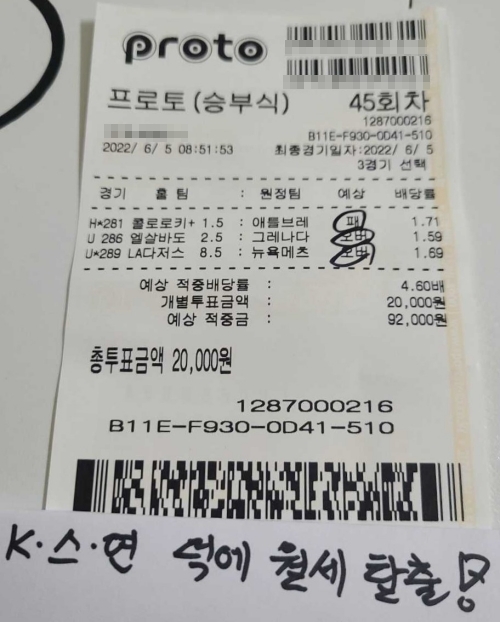 proto
프로토(승부식) 45회차
1287000216
B11E-F930-0D41-510
2022/ 6/ 5 08:51:53 최종경기일자:2022/ 6/ 5
3경기 선택
경기 홈 팀 : 원정팀 예상 배당률
H*281 콜로로키+ 1.5 : 애틀브레 패 1.71
U 286 엘살바도 2.5 : 그레나다 오버 1.59
U*289 LA다저스 8.5 : 뉴욕메츠 오버 1.69
예상 적중배당률 : 4.60배
개별투표금액 : 20,000원
예상 적중금 : 92,000원
총투표금액 20,000원
1287000216
B11E-F930-0D41-510
K·스·연 덕에 월세 탈출!